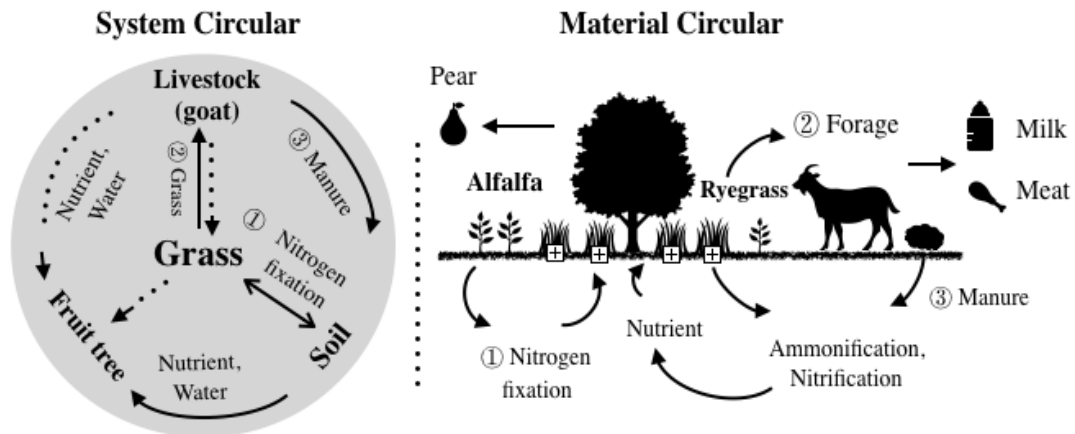 System Circular
Livestock
(goat)
③ Manure
② Grass
Nutrient,
Water
Grass
① Nitrogen
fixation
Fruit tree
Soil
Nutrient,
Water
Material Circular
Pear
② Forage
Milk
Meat
Alfalfa
Ryegrass
③ Manure
① Nitrogen
fixation
Nutrient
Ammonification,
Nitrification